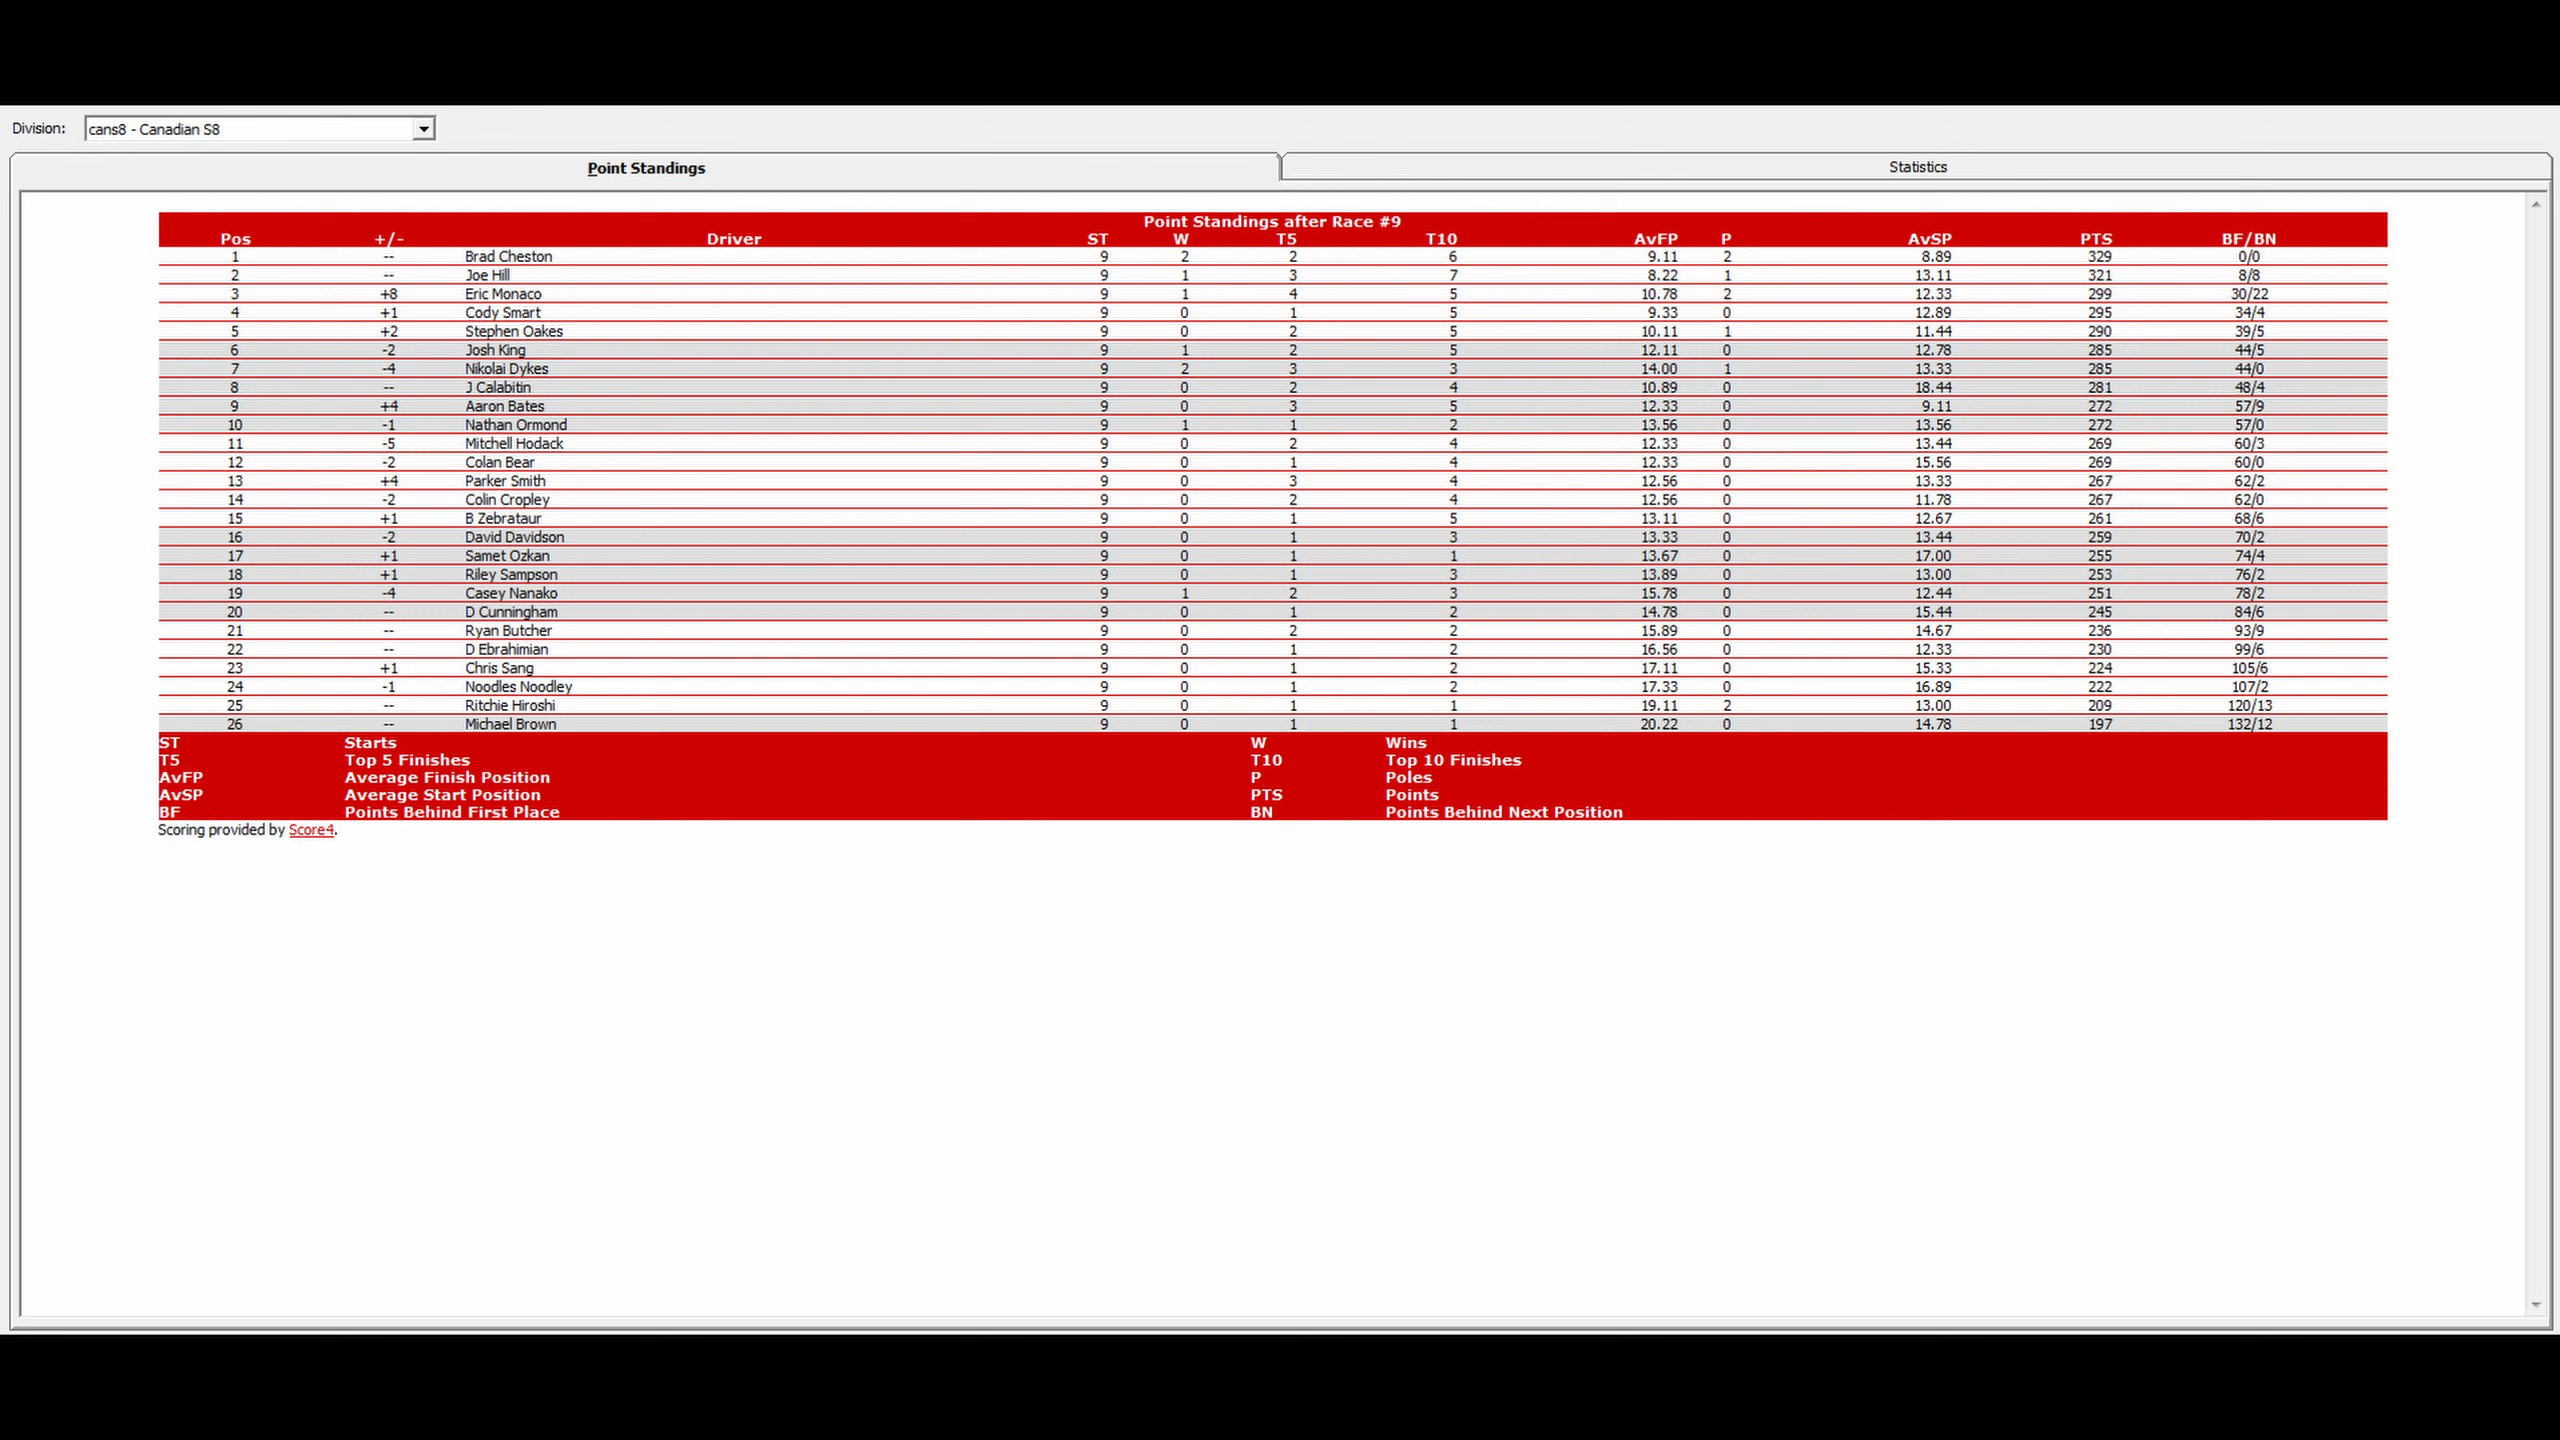 Division: cans8 - Canadian S8
Point Standings Statistics
Point Standings after Race #9
Pos +/- Driver ST W T5 T10 AvFP P AvSP PTS BF/BN
1 -- Brad Cheston 9 2 2 6 9.11 2 8.89 329 0/0
2 -- Joe Hill 9 1 3 7 8.22 1 13.11 321 8/8
3 +8 Eric Monaco 9 1 4 5 10.78 2 12.33 299 30/22
4 +1 Cody Smart 9 0 1 5 9.33 0 12.89 295 34/4
5 +2 Stephen Oakes 9 0 2 5 10.11 1 11.44 290 39/5
6 -2 Josh King 9 1 2 5 12.11 0 12.78 285 44/5
7 -4 Nikolai Dykes 9 2 3 3 14.00 1 13.33 285 44/0
8 -- J Calabitin 9 0 2 4 10.89 0 18.44 281 48/4
9 +4 Aaron Bates 9 0 3 5 12.33 0 9.11 272 57/9
10 -1 Nathan Ormond 9 1 1 2 13.56 0 13.56 272 57/0
11 -5 Mitchell Hodack 9 0 2 4 12.33 0 13.44 269 60/3
12 -2 Colan Bear 9 0 1 4 12.33 0 15.56 269 60/0
13 +4 Parker Smith 9 0 3 4 12.56 0 13.33 267 62/2
14 -2 Colin Cropley 9 0 2 4 12.56 0 11.78 267 62/0
15 +1 B Zebrataur 9 0 1 5 13.11 0 12.67 261 68/6
16 -2 David Davidson 9 0 1 3 13.33 0 13.44 259 70/2
17 +1 Samet Ozkan 9 0 1 1 13.67 0 17.00 255 74/4
18 +1 Riley Sampson 9 0 1 3 13.89 0 13.00 253 76/2
19 -4 Casey Nanako 9 1 2 3 15.78 0 12.44 251 78/2
20 -- D Cunningham 9 0 1 2 14.78 0 15.44 245 84/6
21 -- Ryan Butcher 9 0 2 2 15.89 0 14.67 236 93/9
22 -- D Ebrahimian 9 0 1 2 16.56 0 12.33 230 99/6
23 +1 Chris Sang 9 0 1 2 17.11 0 15.33 224 105/6
24 -1 Noodles Noodley 9 0 1 2 17.33 0 16.89 222 107/2
25 -- Ritchie Hiroshi 9 0 1 1 19.11 2 13.00 209 120/13
26 -- Michael Brown 9 0 1 1 20.22 0 14.78 197 132/12
ST Starts W Wins
T5 Top 5 Finishes T10 Top 10 Finishes
AvFP Average Finish Position P Poles
AvSP Average Start Position PTS Points
BF Points Behind First Place BN Points Behind Next Position
Scoring provided by Score4.